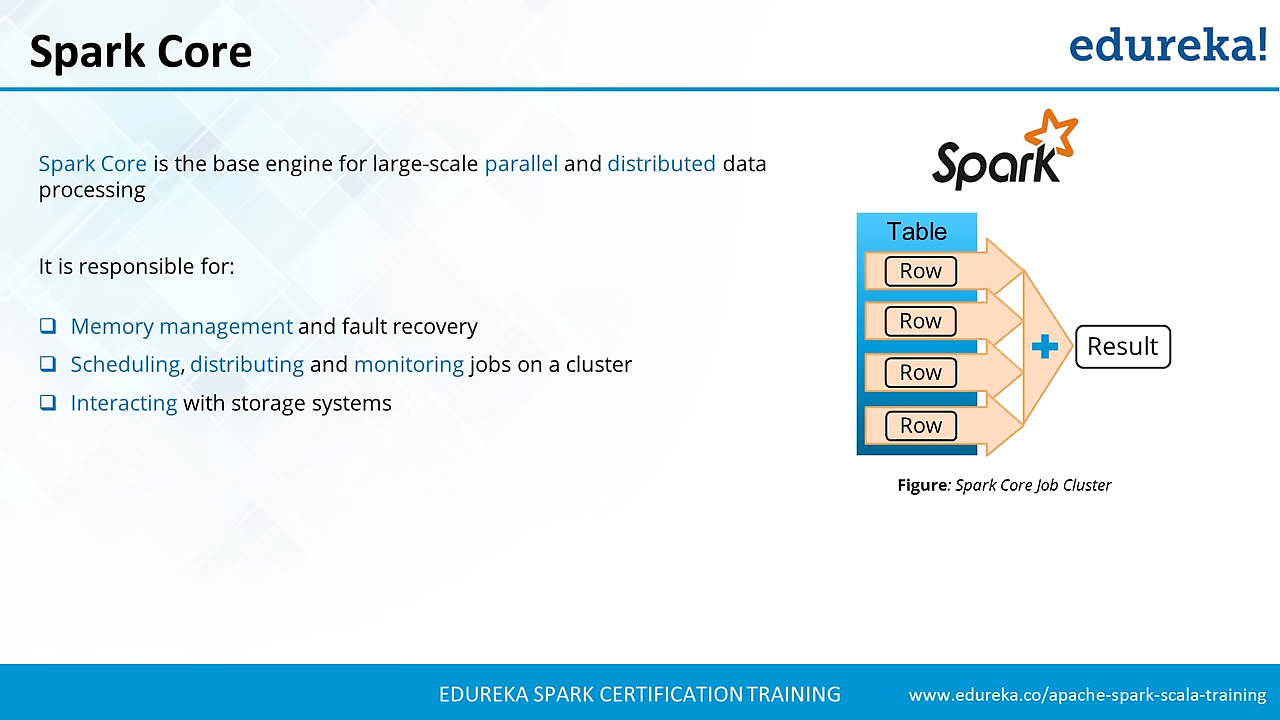 Spark Core
edureka!
Spark Core is the base engine for large-scale parallel and distributed data
processing
It is responsible for:
Memory management and fault recovery
Scheduling, distributing and monitoring jobs on a cluster
Interacting with storage systems
Spark
Table
Row
Row
Row
Row
Result
Figure: Spark Core Job Cluster
EDUREKA SPARK CERTIFICATION TRAINING
www.edureka.co/apache-spark-scala-training